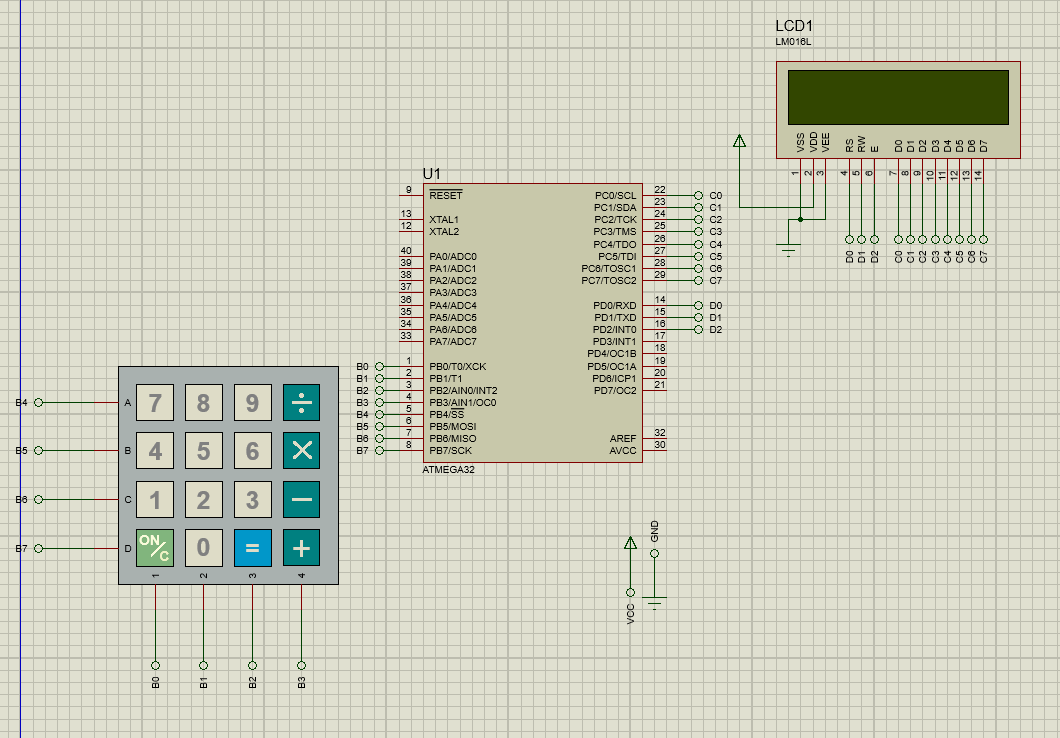 LCD1
LM016L
VSS
VDD
VEE
RS
RW
E
D0
D1
D2
D3
D4
D5
D6
D7
1
2
3
4
5
6
7
8
9
10
11
12
13
14
D0
D1
D2
C0
C1
C2
C3
C4
C5
C6
C7
U1
9 RESET
13 XTAL1
12 XTAL2
40 PA0/ADC0
39 PA1/ADC1
38 PA2/ADC2
37 PA3/ADC3
36 PA4/ADC4
35 PA5/ADC5
34 PA6/ADC6
33 PA7/ADC7
B0 1 PB0/T0/XCK
B1 2 PB1/T1
B2 3 PB2/AIN0/INT2
B3 4 PB3/AIN1/OC0
B4 5 PB4/SS
B5 6 PB5/MOSI
B6 7 PB6/MISO
B7 8 PB7/SCK
PC0/SCL 22 C0
PC1/SDA 23 C1
PC2/TCK 24 C2
PC3/TMS 25 C3
PC4/TDO 26 C4
PC5/TDI 27 C5
PC6/TOSC1 28 C6
PC7/TOSC2 29 C7
PD0/RXD 14 D0
PD1/TXD 15 D1
PD2/INT0 16 D2
PD3/INT1 17
PD4/OC1B 18
PD5/OC1A 19
PD6/ICP1 20
PD7/OC2 21
AREF 32
AVCC 30
ATMEGA32
B4 A 7 8 9 ÷
B5 B 4 5 6 ×
B6 C 1 2 3 −
B7 D ON/C 0 = +
1 2 3 4
B0
B1
B2
B3
VCC
GND